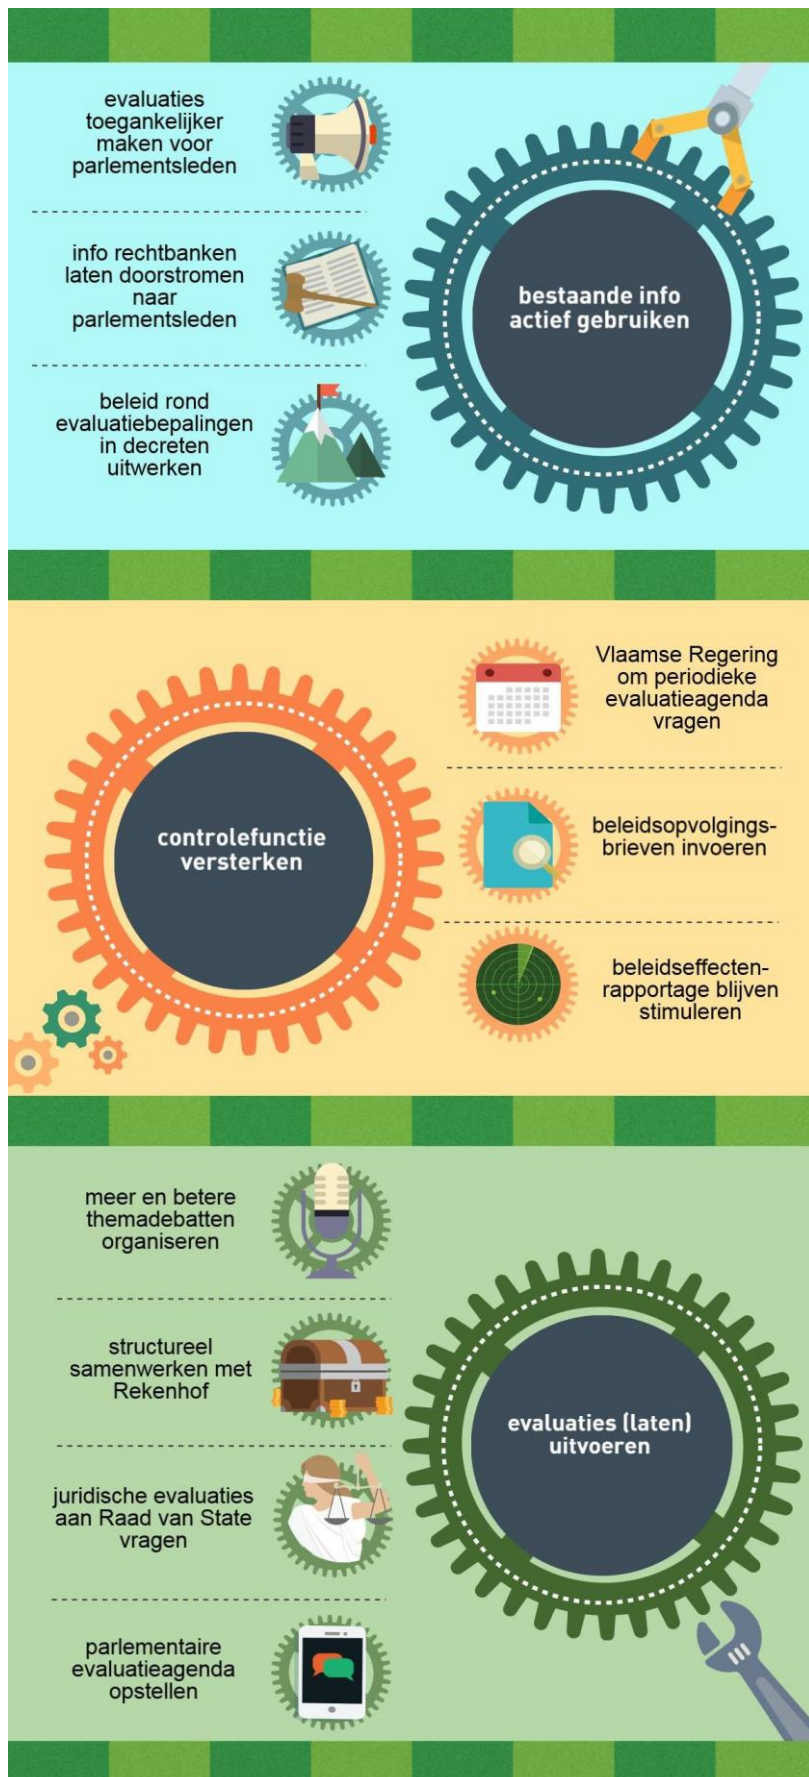 evaluaties
toegankelijker
maken voor
parlementsleden
info rechtbanken
laten doorstromen
naar
parlementsleden
beleid rond
evaluatiebepalingen
in decreten
uitwerken
bestaande info
actief gebruiken
controlefunctie
versterken
Vlaamse Regering
om periodieke
evaluatieagenda
vragen
beleidsopvolgings-
brieven invoeren
beleidseffecten-
rapportage blijven
stimuleren
meer en betere
themadebatten
organiseren
structureel
samenwerken met
Rekenhof
juridische evaluaties
aan Raad van State
vragen
parlementaire
evaluatieagenda
opstellen
evaluaties (laten)
uitvoeren